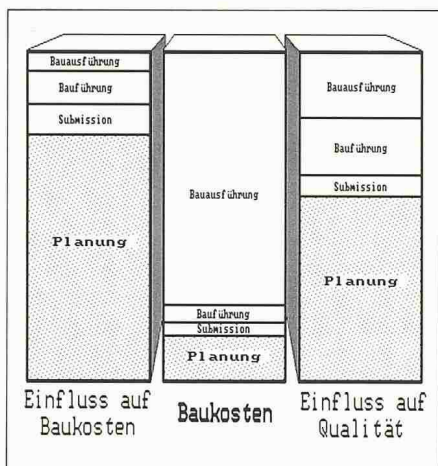 Bauausführung
Bauführung
Submission
Planung
Einfluss auf
Baukosten
Bauausführung
Bauführung
Submission
Planung
Baukosten
Bauausführung
Bauführung
Submission
Planung
Einfluss auf
Qualität